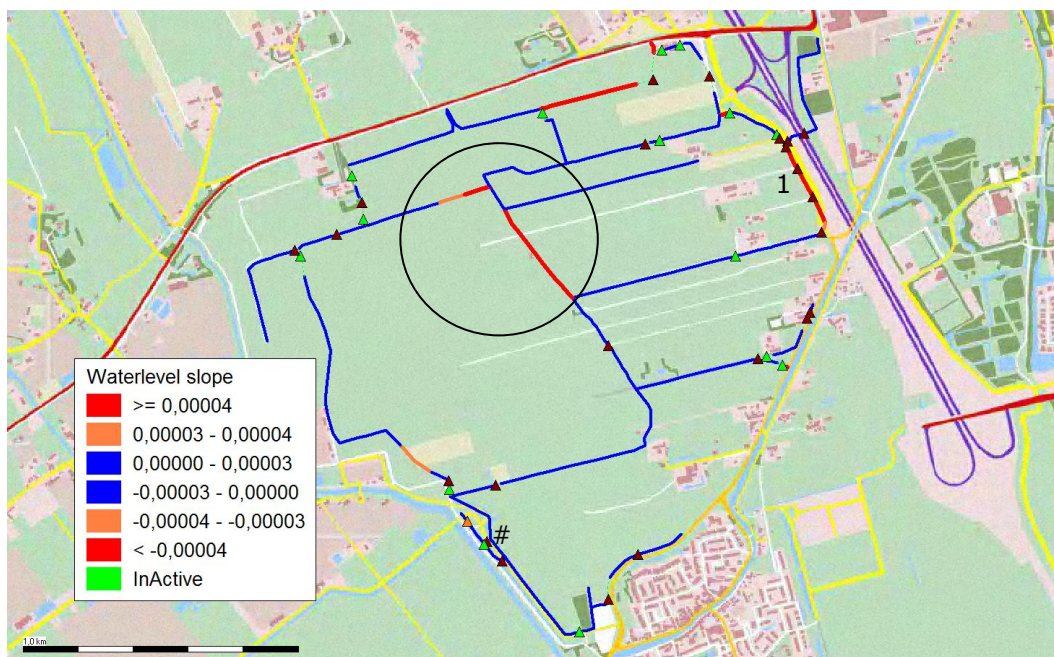 1
Waterlevel slope
>= 0,00004
0,00003 - 0,00004
0,00000 - 0,00003
-0,00003 - 0,00000
-0,00004 - -0,00003
< -0,00004
InActive
#
1,0 km